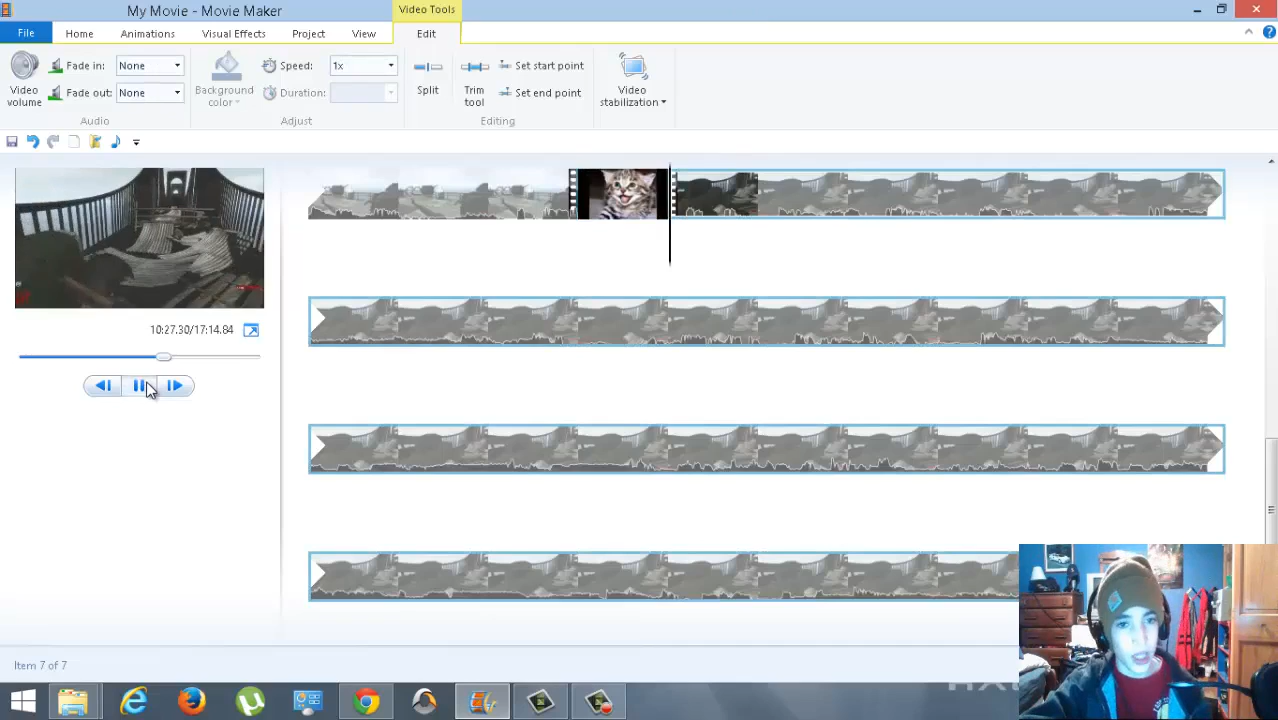 My Movie - Movie Maker
Video Tools
File
Home
Animations
Visual Effects
Project
View
Edit
Video volume
Fade in: None
Fade out: None
Audio
Background color
Speed: 1x
Duration:
Adjust
Split
Trim tool
Set start point
Set end point
Editing
Video stabilization
10:27.30/17:14.84
Item 7 of 7